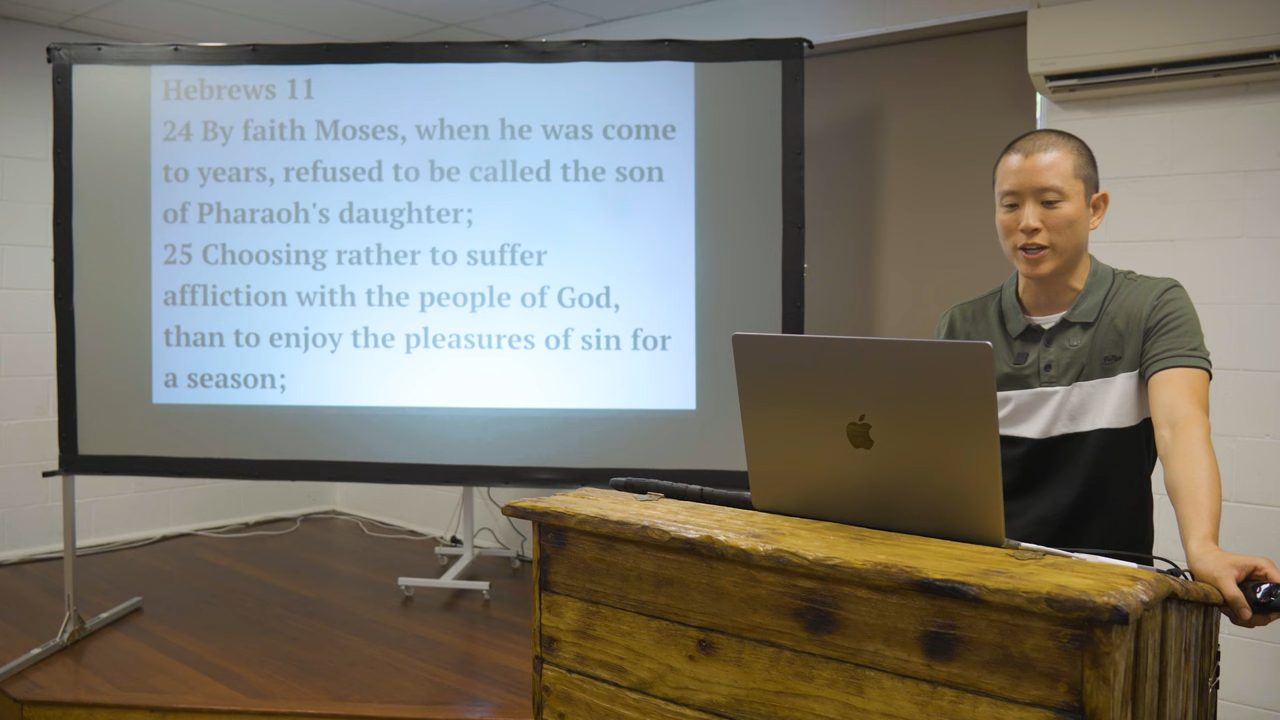 Hebrews 11
24 By faith Moses, when he was come
to years, refused to be called the son
of Pharaoh's daughter;
25 Choosing rather to suffer
affliction with the people of God,
than to enjoy the pleasures of sin for
a season;